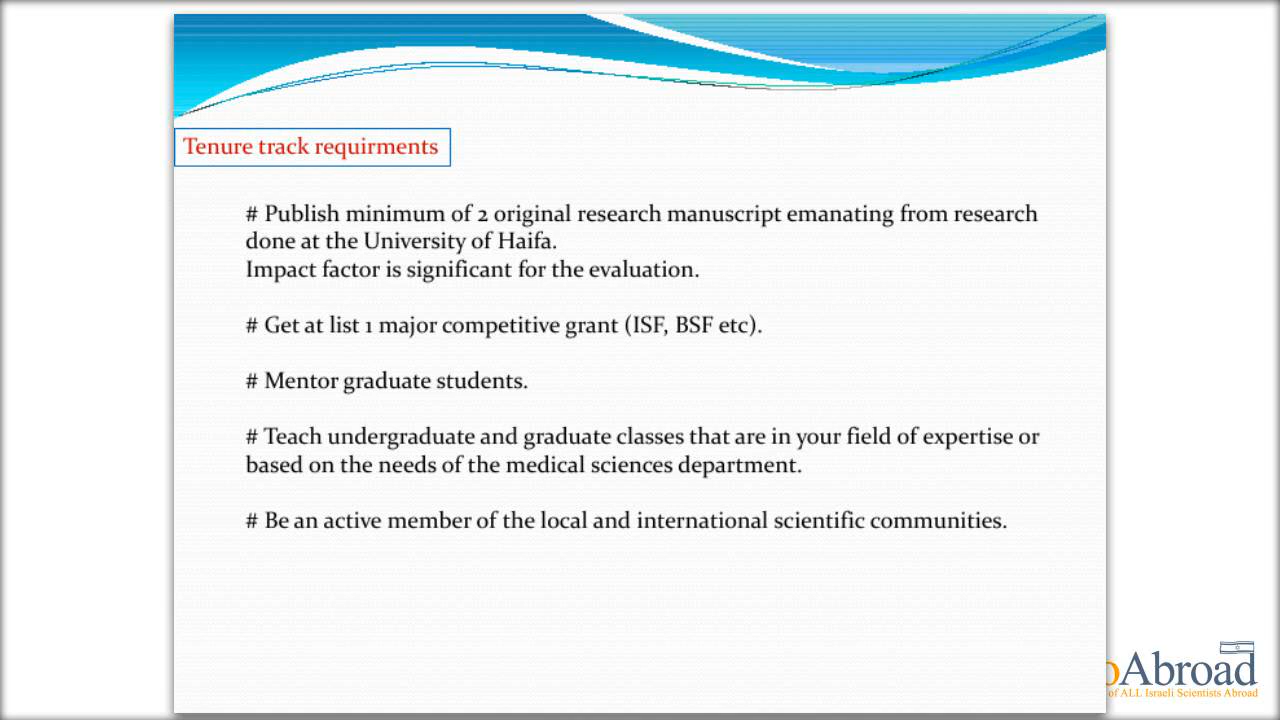 Tenure track requirments
# Publish minimum of 2 original research manuscript emanating from research
done at the University of Haifa.
Impact factor is significant for the evaluation.
# Get at list 1 major competitive grant (ISF, BSF etc).
# Mentor graduate students.
# Teach undergraduate and graduate classes that are in your field of expertise or
based on the needs of the medical sciences department.
# Be an active member of the local and international scientific communities.
oAbroad
of ALL Israeli Scientists Abroad